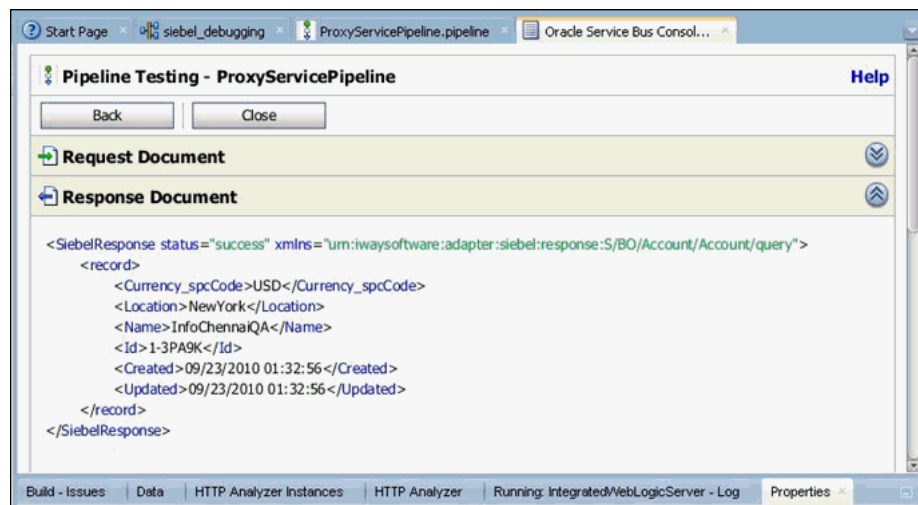 Start Page siebel_debugging ProxyServicePipeline.pipeline Oracle Service Bus Consol...
Pipeline Testing - ProxyServicePipeline Help
Back Close
Request Document
Response Document
<SiebelResponse status="success" xmlns="urn:iwaysoftware:adapter:siebel:response:S/BO/Account/Account/query">
<record>
<Currency_spcCode>USD</Currency_spcCode>
<Location>NewYork</Location>
<Name>InfoChennaiQA</Name>
<Id>1-3PA9K</Id>
<Created>09/23/2010 01:32:56</Created>
<Updated>09/23/2010 01:32:56</Updated>
</record>
</SiebelResponse>
Build - Issues Data HTTP Analyzer Instances HTTP Analyzer Running: IntegratedWebLogicServer - Log Properties